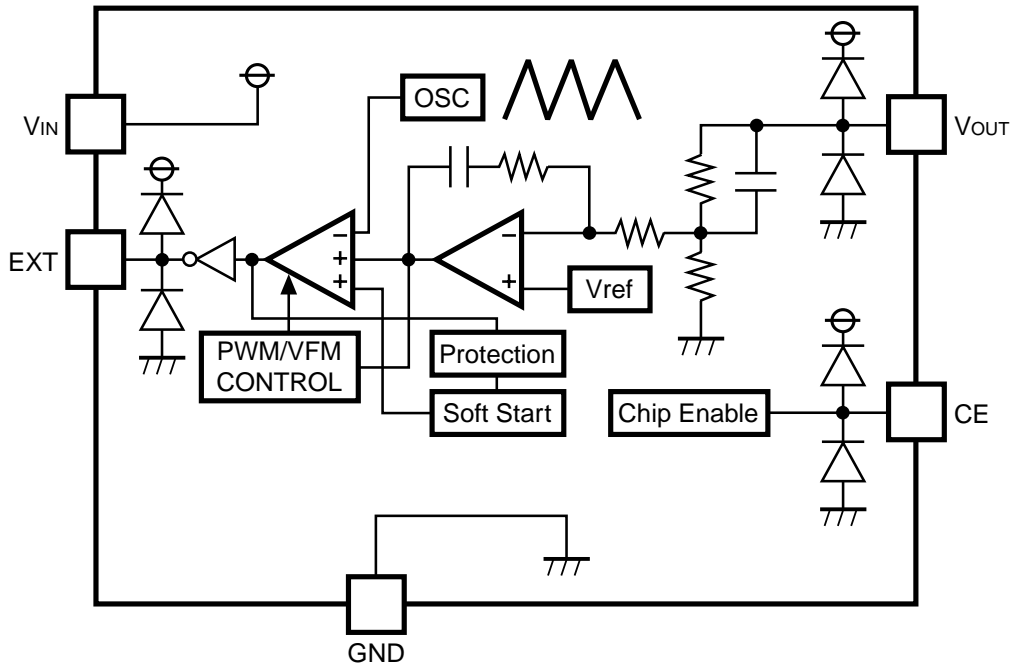 OSC
VIN
VOUT
−
EXT
−
+
+
+
Vref
PWM/VFM
CONTROL
Protection
Soft Start
Chip Enable
CE
GND